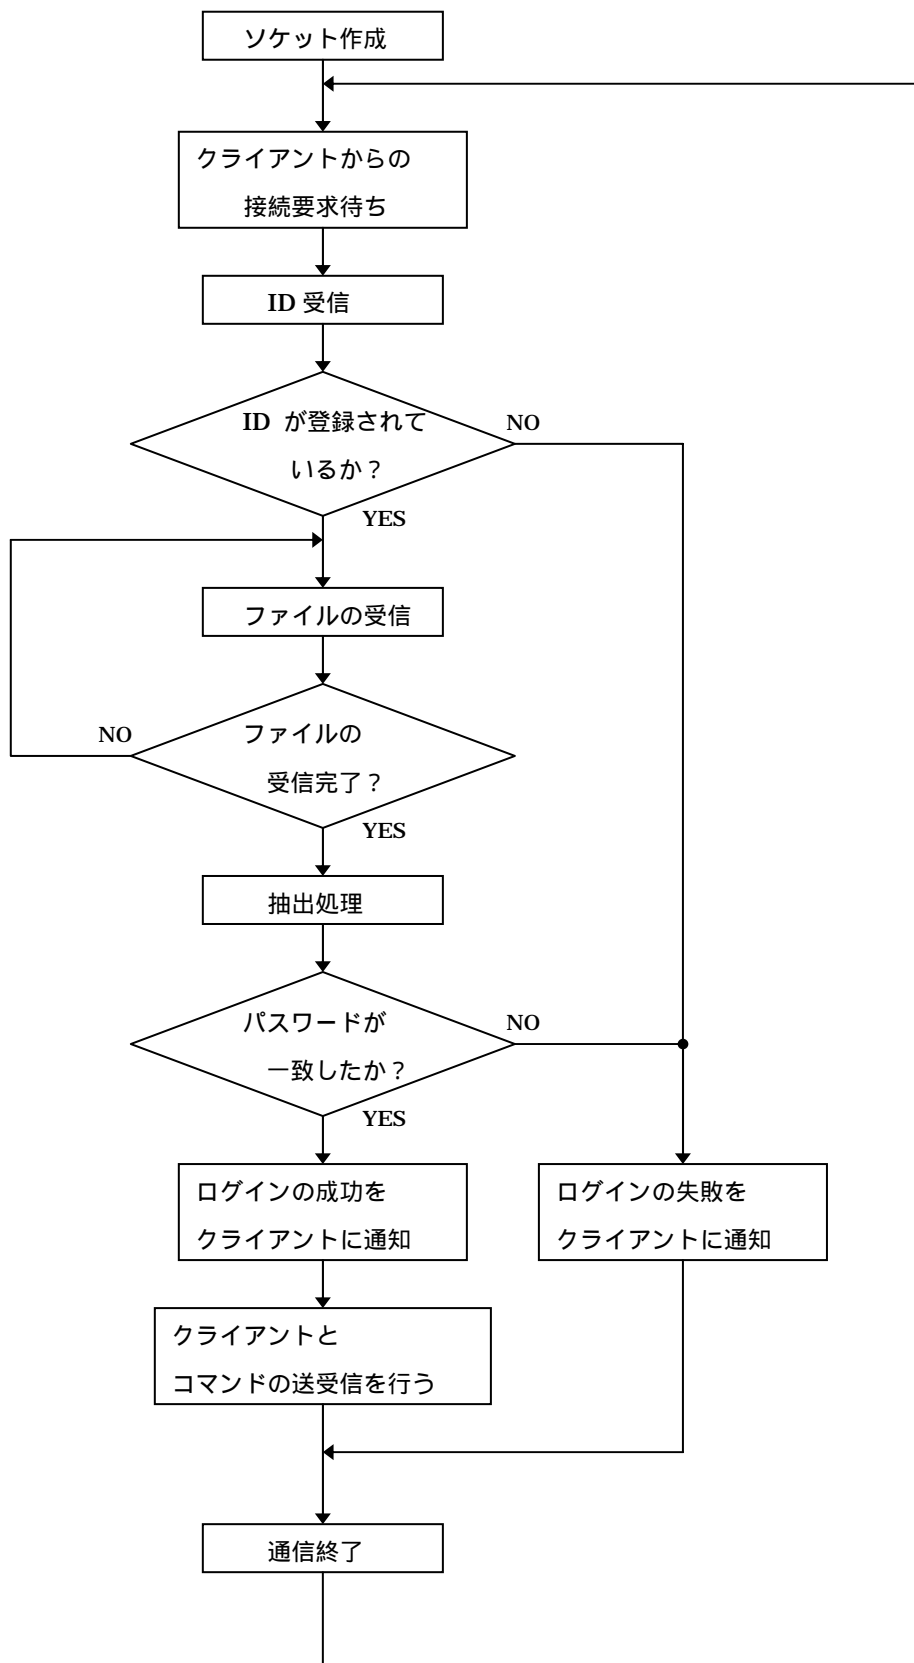 ソケット作成
クライアントからの
接続要求待ち
ID 受信
ID が登録されて
いるか？
NO
YES
ファイルの受信
ファイルの
受信完了？
NO
YES
抽出処理
パスワードが
一致したか？
NO
YES
ログインの成功を
クライアントに通知
ログインの失敗を
クライアントに通知
クライアントと
コマンドの送受信を行う
通信終了